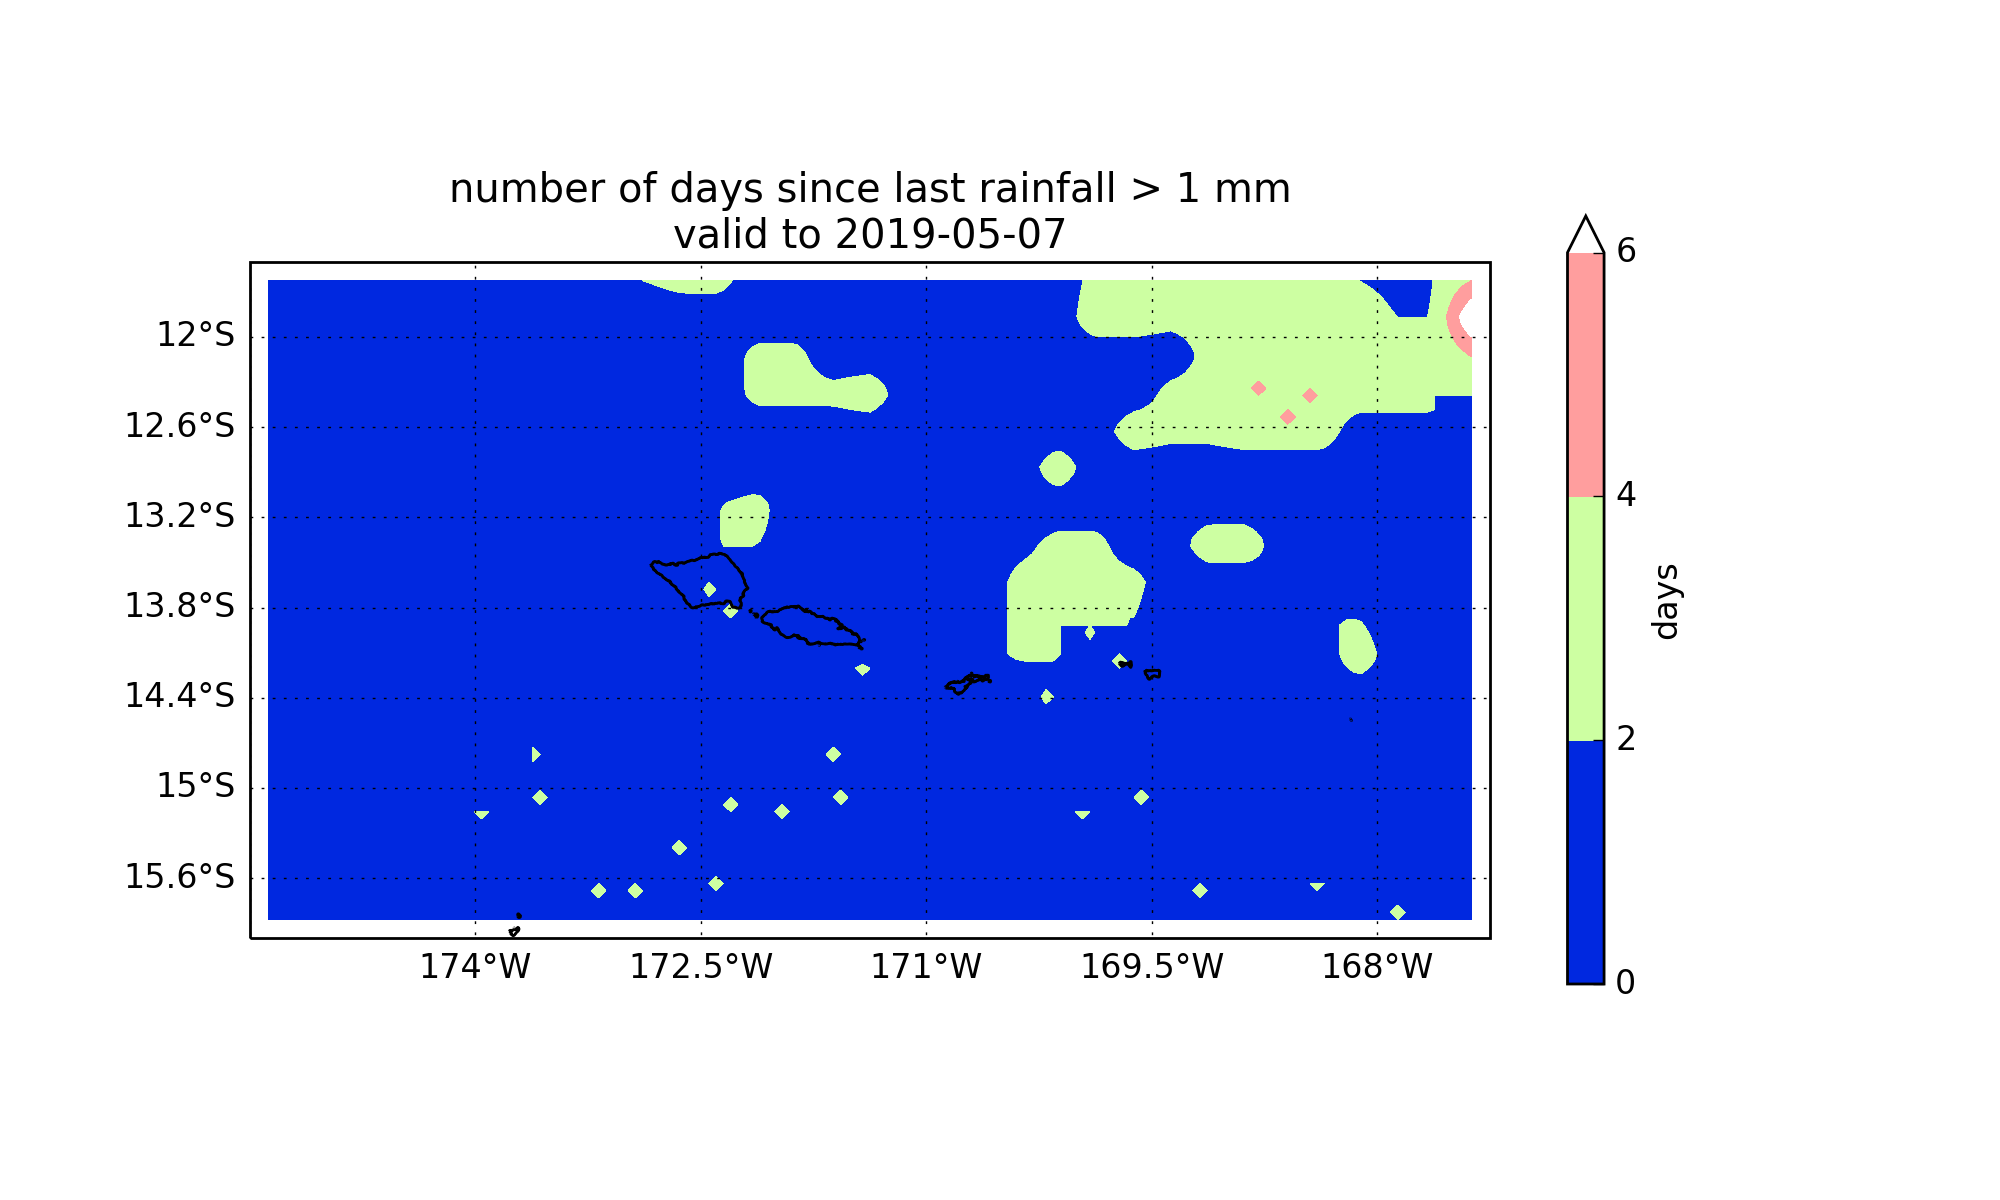 number of days since last rainfall > 1 mm
valid to 2019-05-07
12°S
12.6°S
13.2°S
13.8°S
14.4°S
15°S
15.6°S
174°W
172.5°W
171°W
169.5°W
168°W
6
4
2
0
days